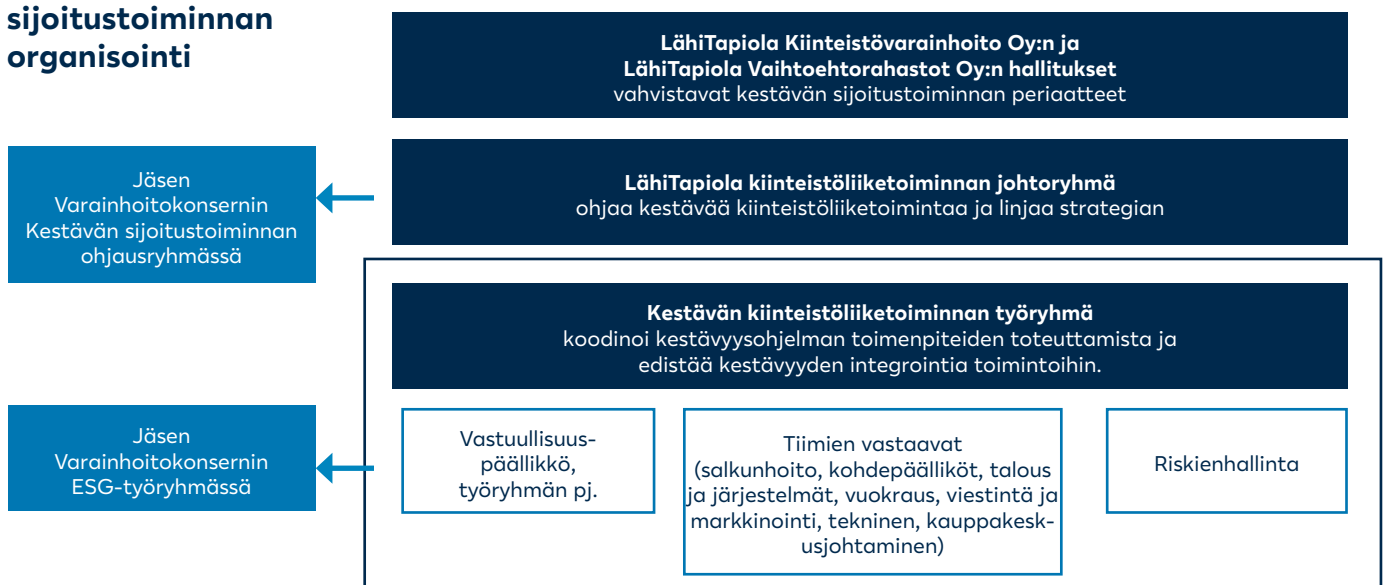 sijoitustoiminnan
organisointi
LähiTapiola Kiinteistövarainhoito Oy:n ja
LähiTapiola Vaihtoehtorahastot Oy:n hallitukset
vahvistavat kestävän sijoitustoiminnan periaatteet
Jäsen
Varainhoitokonsernin
Kestävän sijoitustoiminnan
ohjausryhmässä
LähiTapiola kiinteistöliiketoiminnan johtoryhmä
ohjaa kestävää kiinteistöliiketoimintaa ja linjaa strategian
Kestävän kiinteistöliiketoiminnan työryhmä
koodinoi kestävyysohjelman toimenpiteiden toteuttamista ja
edistää kestävyyden integrointia toimintoihin.
Jäsen
Varainhoitokonsernin
ESG-työryhmässä
Vastuullisuus-
päällikkö,
työryhmän pj.
Tiimien vastaavat
(salkunhoito, kohdepäälliköt, talous
ja järjestelmät, vuokraus, viestintä ja
markkinointi, tekninen, kauppakesk-
usjohtaminen)
Riskienhallinta